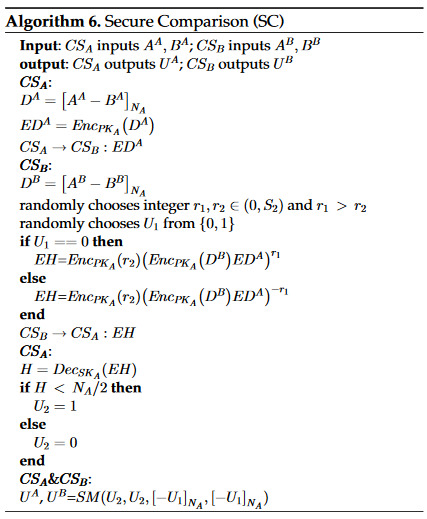 Algorithm 6. Secure Comparison (SC)
Input: CS_A inputs A^A, B^A; CS_B inputs A^B, B^B
output: CS_A outputs U^A; CS_B outputs U^B
CS_A:
D^A = [A^A − B^A]_{N_A}
ED^A = Enc_{PK_A}(D^A)
CS_A → CS_B : ED^A
CS_B:
D^B = [A^B − B^B]_{N_A}
randomly chooses integer r_1, r_2 ∈ (0, S_2) and r_1 > r_2
randomly chooses U_1 from {0, 1}
if U_1 == 0 then
EH=Enc_{PK_A}(r_2)(Enc_{PK_A}(D^B)ED^A)^{r_1}
else
EH=Enc_{PK_A}(r_2)(Enc_{PK_A}(D^B)ED^A)^{−r_1}
end
CS_B → CS_A : EH
CS_A:
H = Dec_{SK_A}(EH)
if H < N_A/2 then
U_2 = 1
else
U_2 = 0
end
CS_A&CS_B:
U^A, U^B=SM(U_2, U_2, [−U_1]_{N_A}, [−U_1]_{N_A})